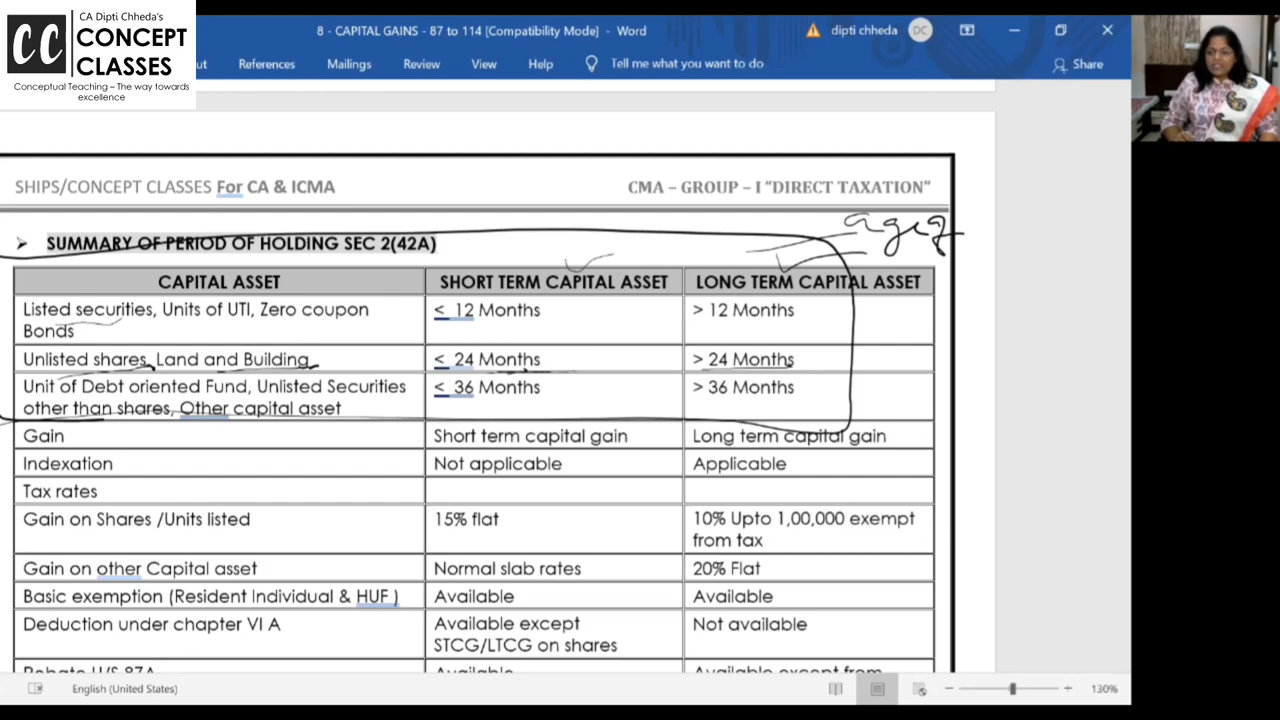 CA Dipti Chheda's
CC CONCEPT
CLASSES
Conceptual Teaching – The way towards
excellence
8 - CAPITAL GAINS - 87 to 114 [Compatibility Mode] - Word
dipti chheda DC
References Mailings Review View Help Tell me what you want to do Share
SHIPS/CONCEPT CLASSES For CA & ICMA
CMA – GROUP – I "DIRECT TAXATION"
➢ SUMMARY OF PERIOD OF HOLDING SEC 2(42A)
CAPITAL ASSET SHORT TERM CAPITAL ASSET LONG TERM CAPITAL ASSET
Listed securities, Units of UTI, Zero coupon < 12 Months > 12 Months
Bonds
Unlisted shares, Land and Building, < 24 Months > 24 Months
Unit of Debt oriented Fund, Unlisted Securities < 36 Months > 36 Months
other than shares, Other capital asset
Gain Short term capital gain Long term capital gain
Indexation Not applicable Applicable
Tax rates
Gain on Shares /Units listed 15% flat 10% Upto 1,00,000 exempt
from tax
Gain on other Capital asset Normal slab rates 20% Flat
Basic exemption (Resident Individual & HUF ) Available Available
Deduction under chapter VI A Available except Not available
STCG/LTCG on shares
Rebate U/S 87A Available Available except from
English (United States) 130%